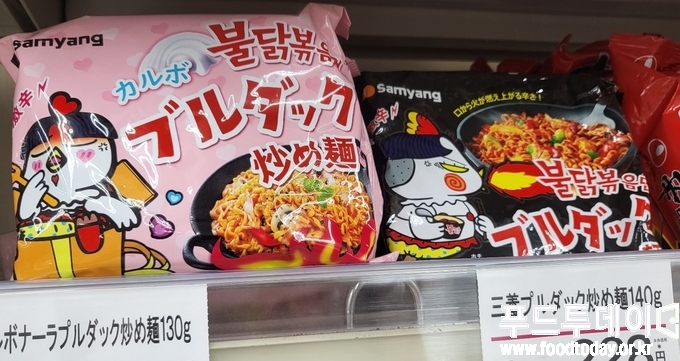 samyang
불닭볶음
カルボ
ブルダック
炒め麺
激辛
samyang
口から火が燃え上がる辛さ!
激辛
불닭볶음
ブルダック
ボナーラブルダック炒め麺130g
三養ブルダック炒め麺140g
푸드투데이
www.foodtoday.or.kr